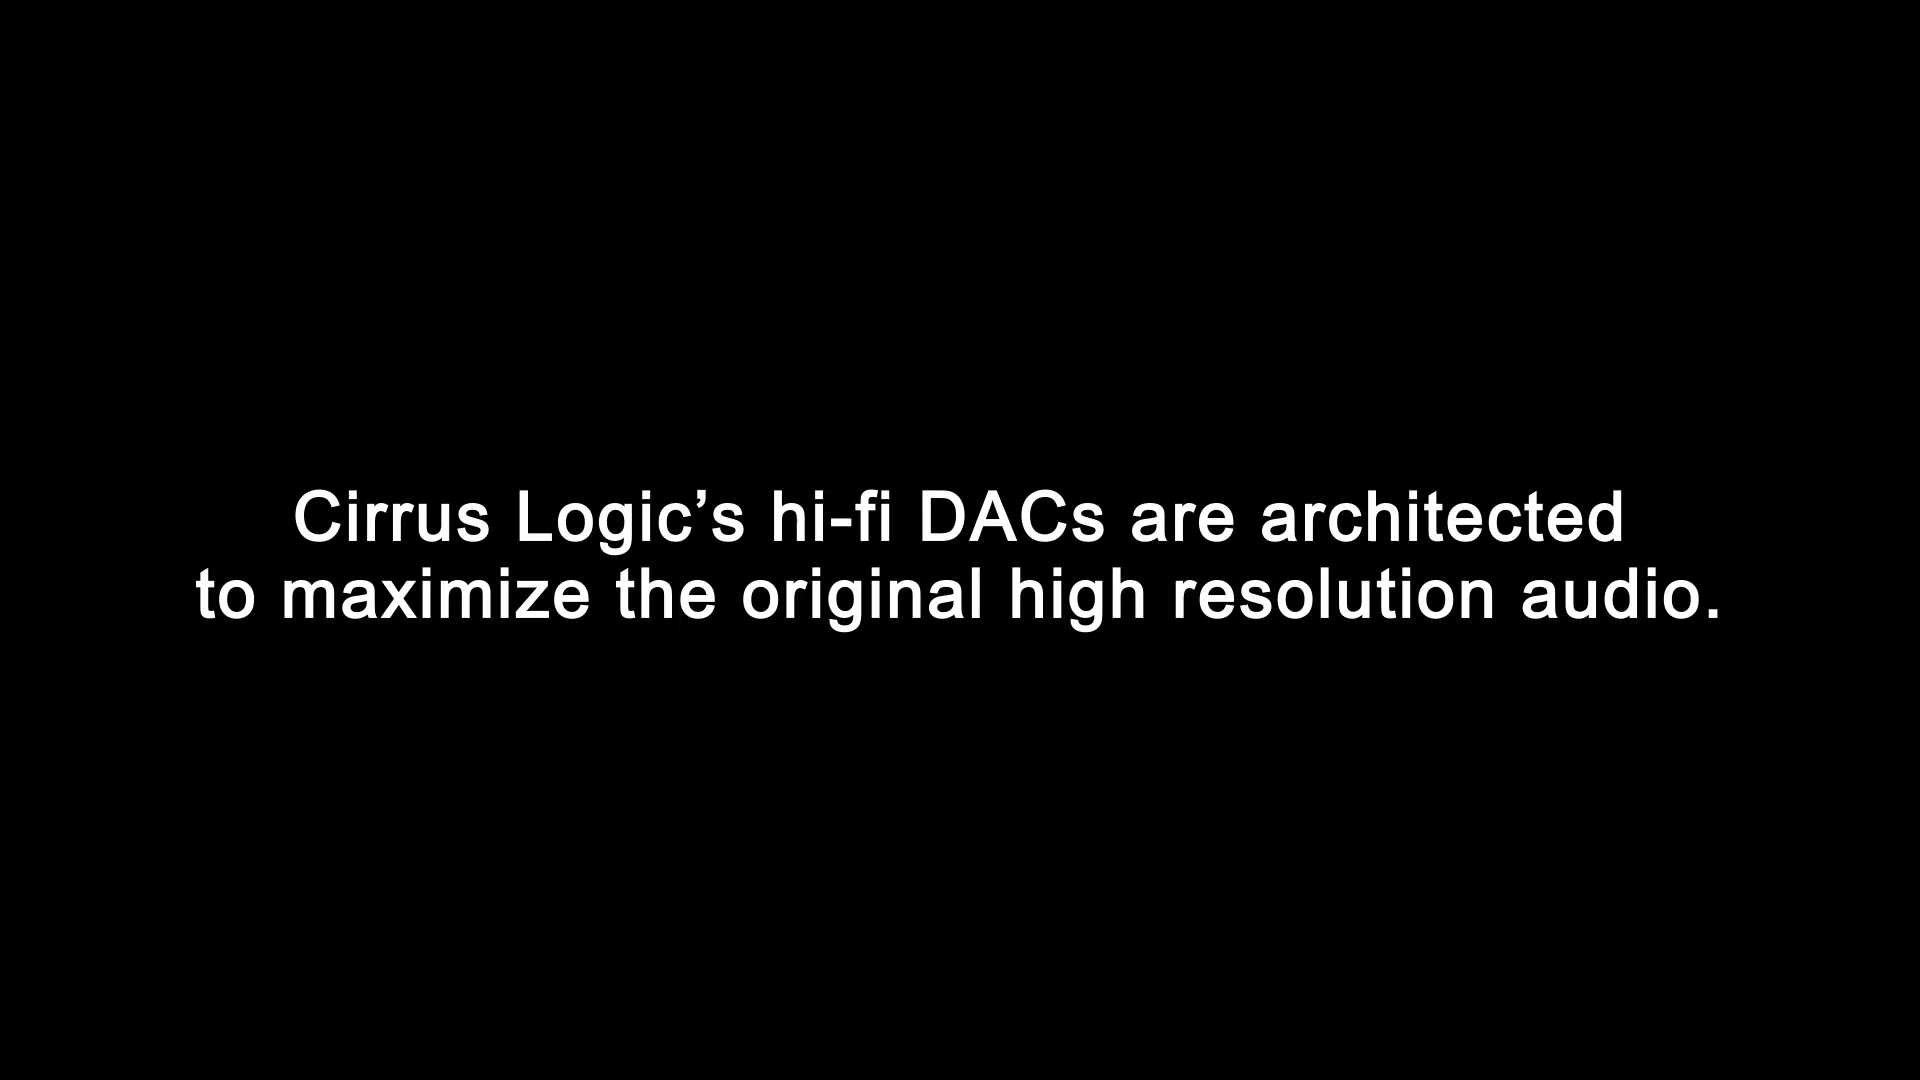 Cirrus Logic’s hi-fi DACs are architected
to maximize the original high resolution audio.